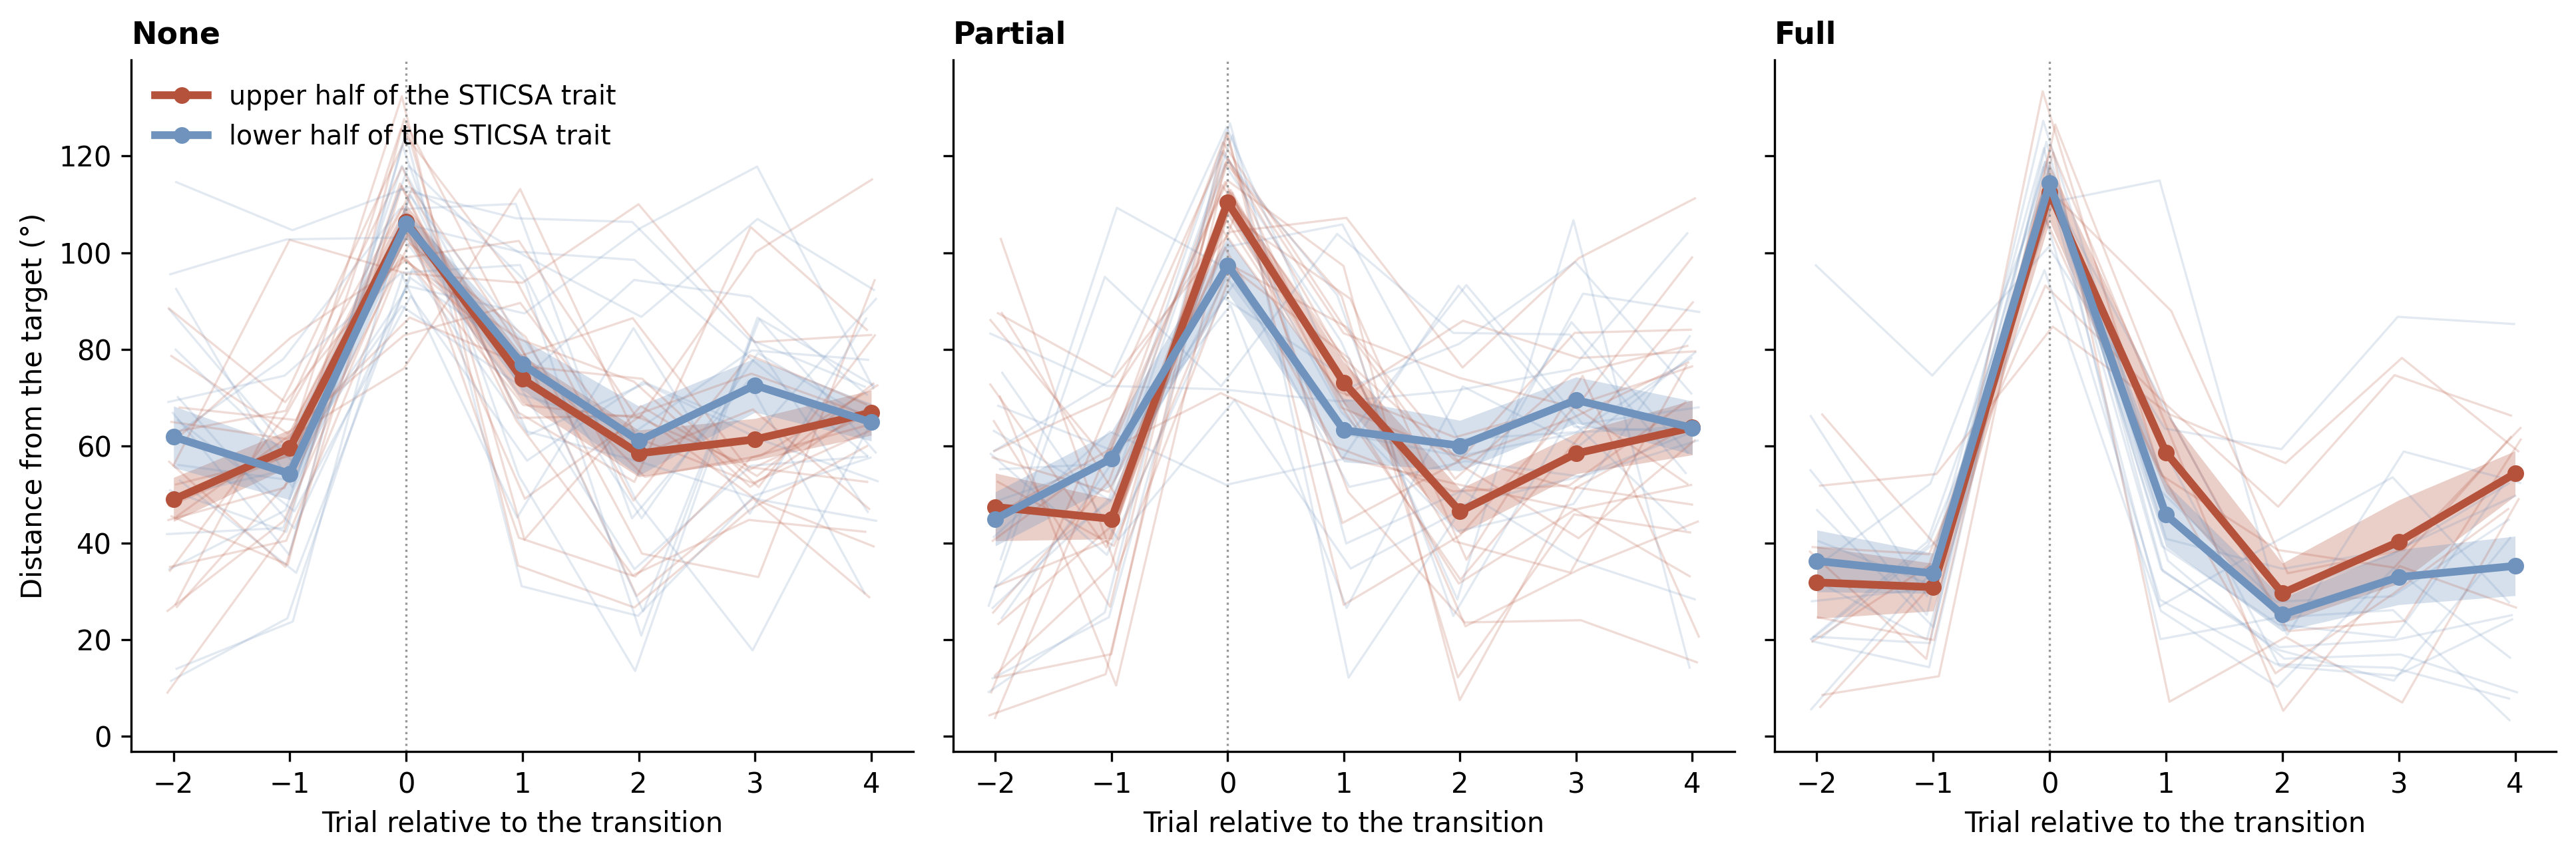 None
Partial
Full
upper half of the STICSA trait
lower half of the STICSA trait
Distance from the target (°)
120
100
80
60
40
20
0
−2 −1 0 1 2 3 4
−2 −1 0 1 2 3 4
−2 −1 0 1 2 3 4
Trial relative to the transition
Trial relative to the transition
Trial relative to the transition